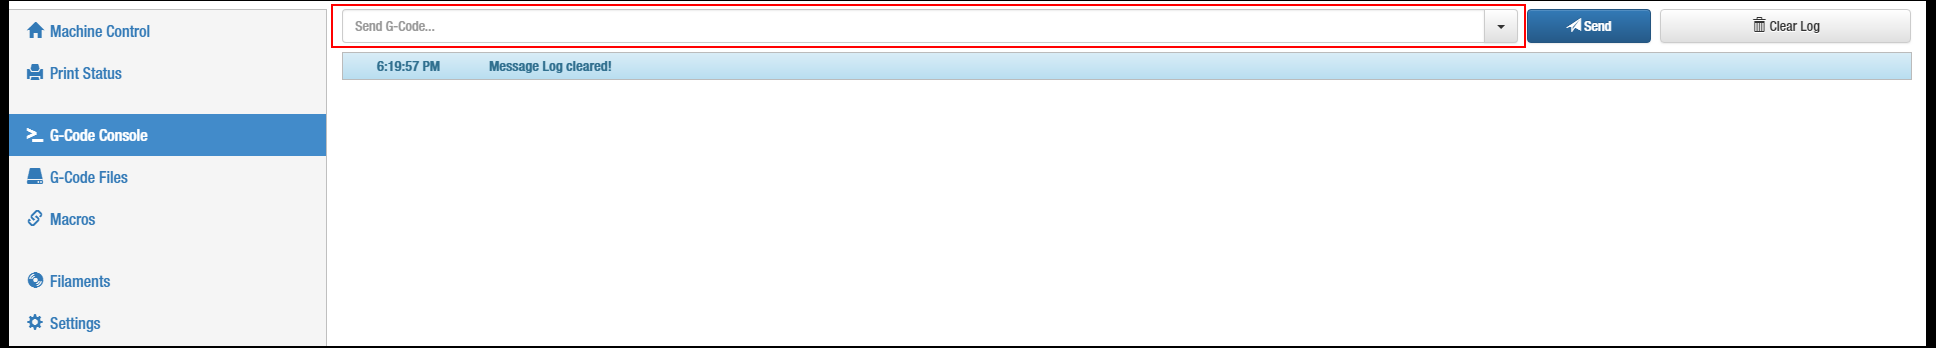 Machine Control
Print Status
G-Code Console
G-Code Files
Macros
Filaments
Settings
Send G-Code...
Send
Clear Log
6:19:57 PM Message Log cleared!